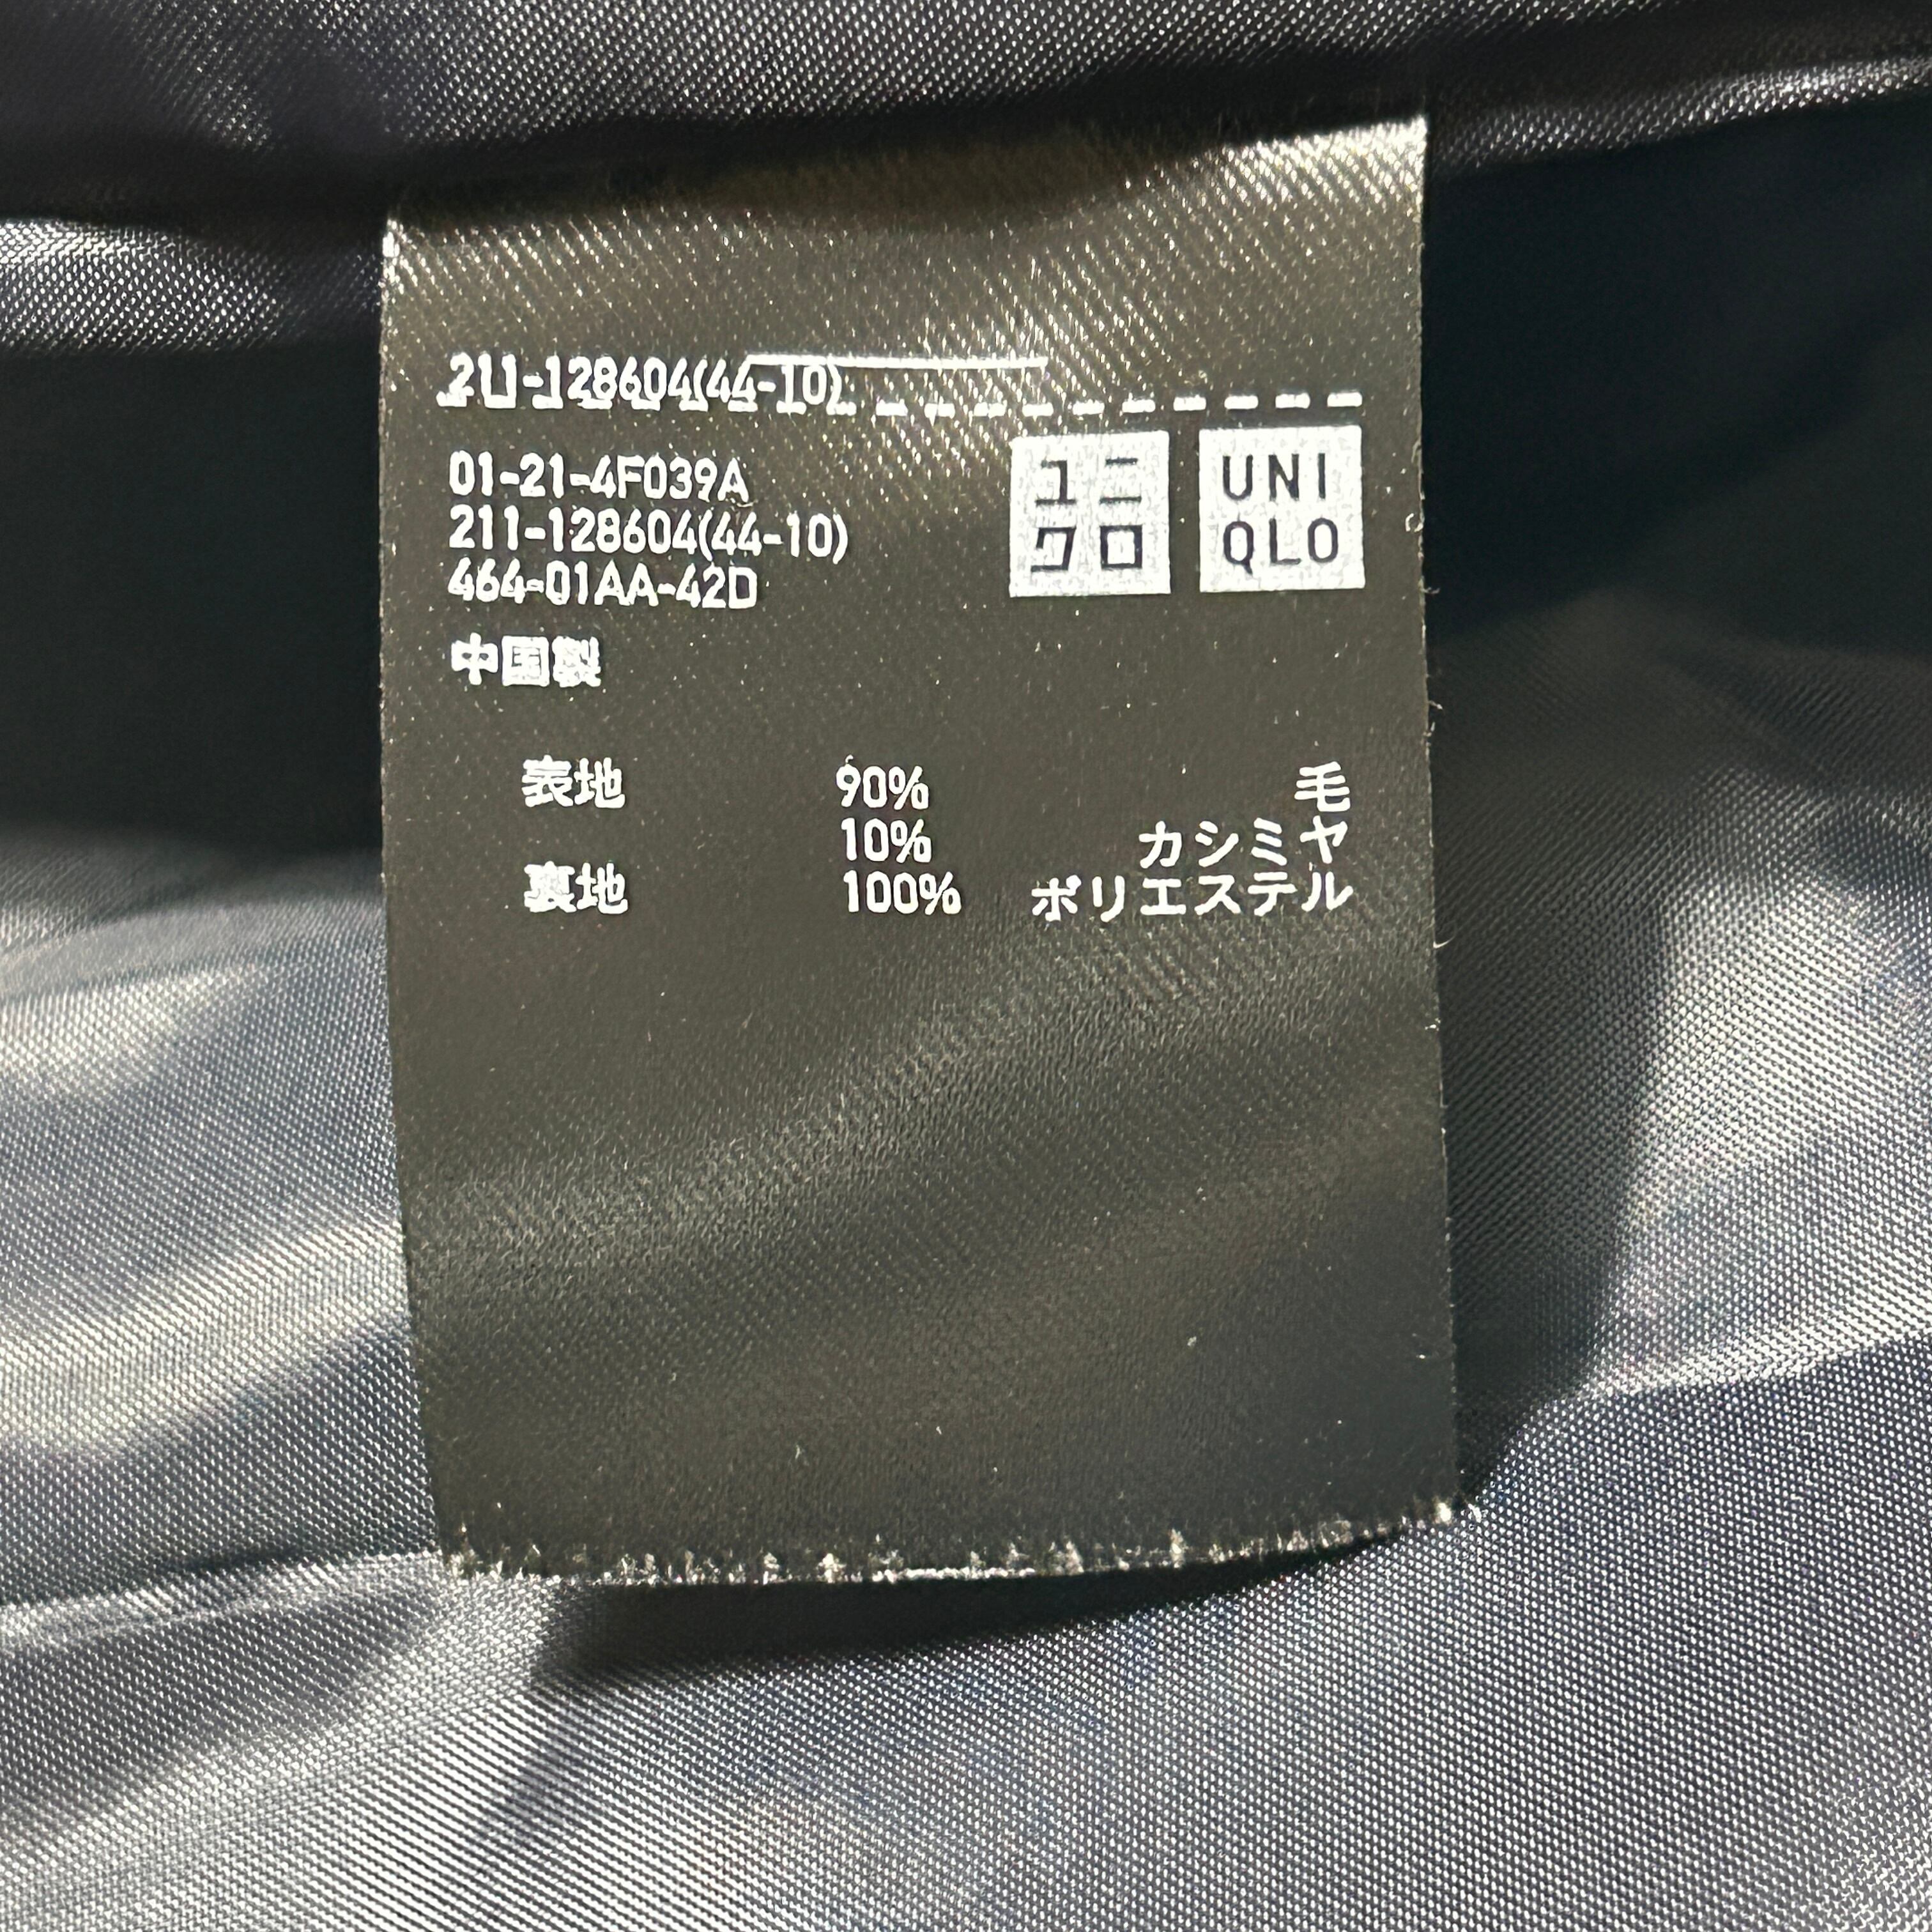 211-128604(44-10)
01-21-4F039A
211-128604(44-10)
464-01AA-42D
ユニ
クロ
UNI
QLO
中国製
表地 90% 毛
10% カシミヤ
裏地 100% ポリエステル